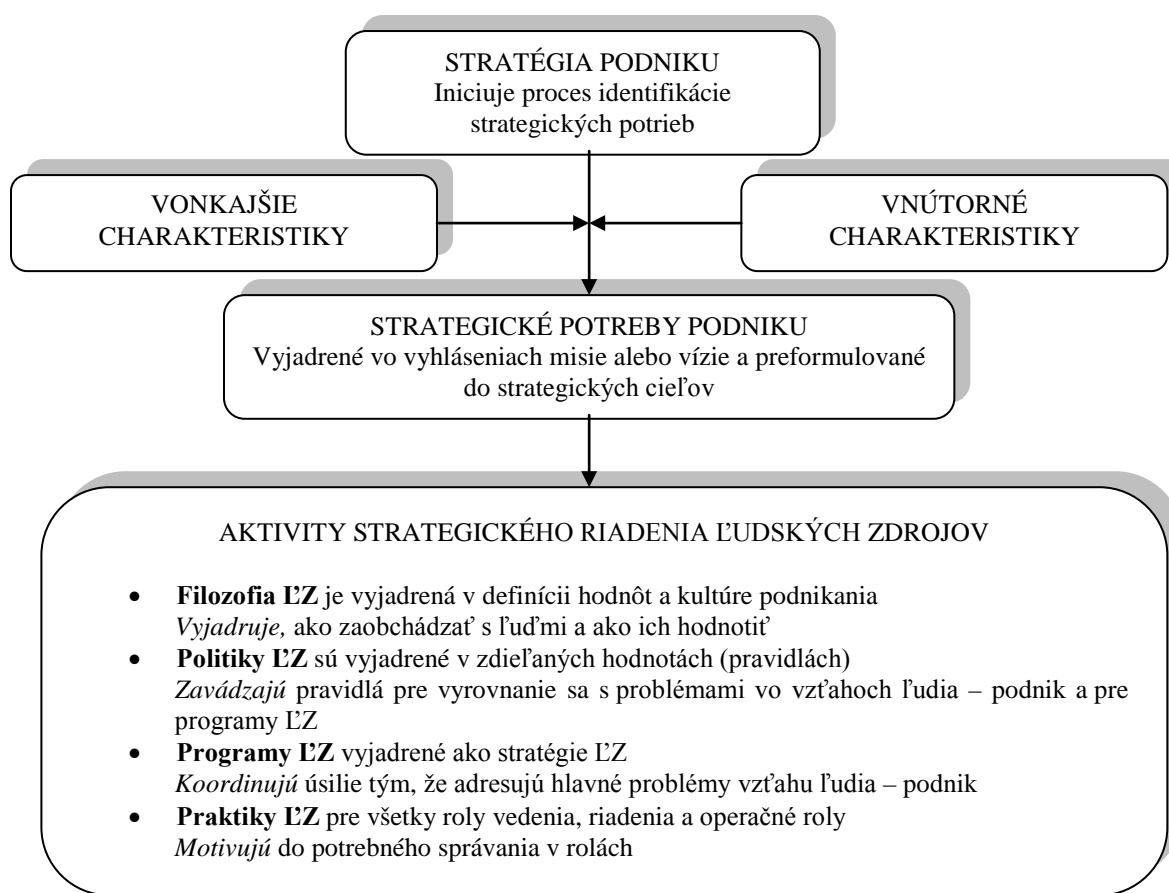 STRATÉGIA PODNIKU
Iniciuje proces identifikácie
strategických potrieb
VONKAJŠIE
CHARAKTERISTIKY
VNÚTORNÉ
CHARAKTERISTIKY
STRATEGICKÉ POTREBY PODNIKU
Vyjadrené vo vyhláseniach misie alebo vízie a preformulované
do strategických cieľov
AKTIVITY STRATEGICKÉHO RIADENIA ĽUDSKÝCH ZDROJOV
• Filozofia ĽZ je vyjadrená v definícii hodnôt a kultúre podnikania
Vyjadruje, ako zaobchádzať s ľuďmi a ako ich hodnotiť
• Politiky ĽZ sú vyjadrené v zdieľaných hodnotách (pravidlách)
Zavádzajú pravidlá pre vyrovnanie sa s problémami vo vzťahoch ľudia – podnik a pre
programy ĽZ
• Programy ĽZ vyjadrené ako stratégie ĽZ
Koordinujú úsilie tým, že adresujú hlavné problémy vzťahu ľudia – podnik
• Praktiky ĽZ pre všetky roly vedenia, riadenia a operačné roly
Motivujú do potrebného správania v rolách